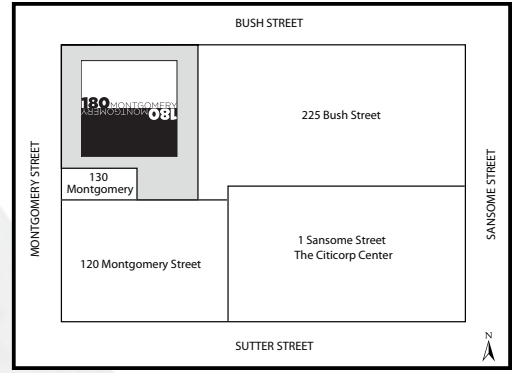 BUSH STREET
180 MONTGOMERY
180 MONTGOMERY
225 Bush Street
MONTGOMERY STREET
SANSOME STREET
130
Montgomery
120 Montgomery Street
1 Sansome Street
The Citicorp Center
SUTTER STREET
N